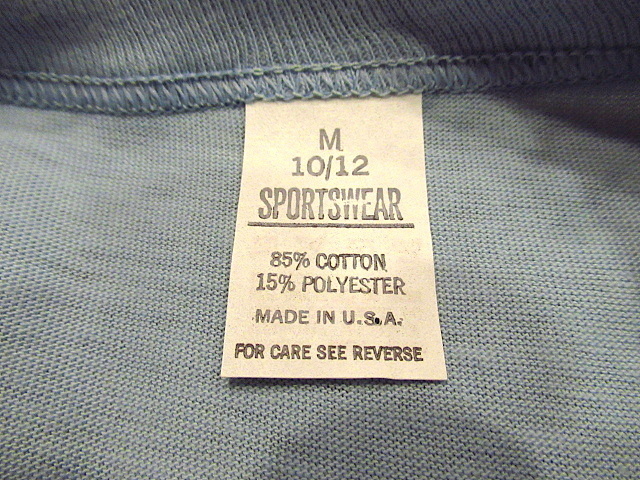 M
10/12
SPORTSWEAR
85% COTTON
15% POLYESTER
MADE IN U.S.A.
FOR CARE SEE REVERSE